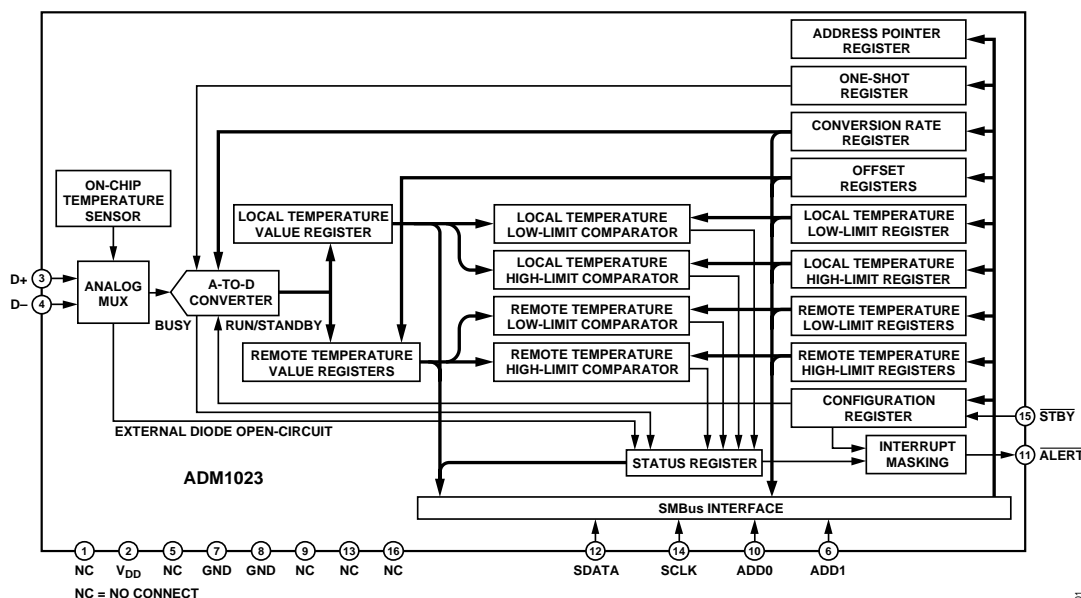 ADDRESS POINTER
REGISTER
ONE-SHOT
REGISTER
CONVERSION RATE
REGISTER
OFFSET
REGISTERS
ON-CHIP
TEMPERATURE
SENSOR
LOCAL TEMPERATURE
VALUE REGISTER
LOCAL TEMPERATURE
LOW-LIMIT COMPARATOR
LOCAL TEMPERATURE
LOW-LIMIT REGISTER
D+ 3
D– 4
ANALOG
MUX
A-TO-D
CONVERTER
BUSY
RUN/STANDBY
LOCAL TEMPERATURE
HIGH-LIMIT COMPARATOR
LOCAL TEMPERATURE
HIGH-LIMIT REGISTER
REMOTE TEMPERATURE
LOW-LIMIT COMPARATOR
REMOTE TEMPERATURE
LOW-LIMIT REGISTERS
REMOTE TEMPERATURE
VALUE REGISTERS
REMOTE TEMPERATURE
HIGH-LIMIT COMPARATOR
REMOTE TEMPERATURE
HIGH-LIMIT REGISTERS
CONFIGURATION
REGISTER
15 STBY
EXTERNAL DIODE OPEN-CIRCUIT
STATUS REGISTER
INTERRUPT
MASKING
11 ALERT
ADM1023
SMBus INTERFACE
1 2 5 7 8 9 13 16 12 14 10 6
NC VDD NC GND GND NC NC NC SDATA SCLK ADD0 ADD1
NC = NO CONNECT